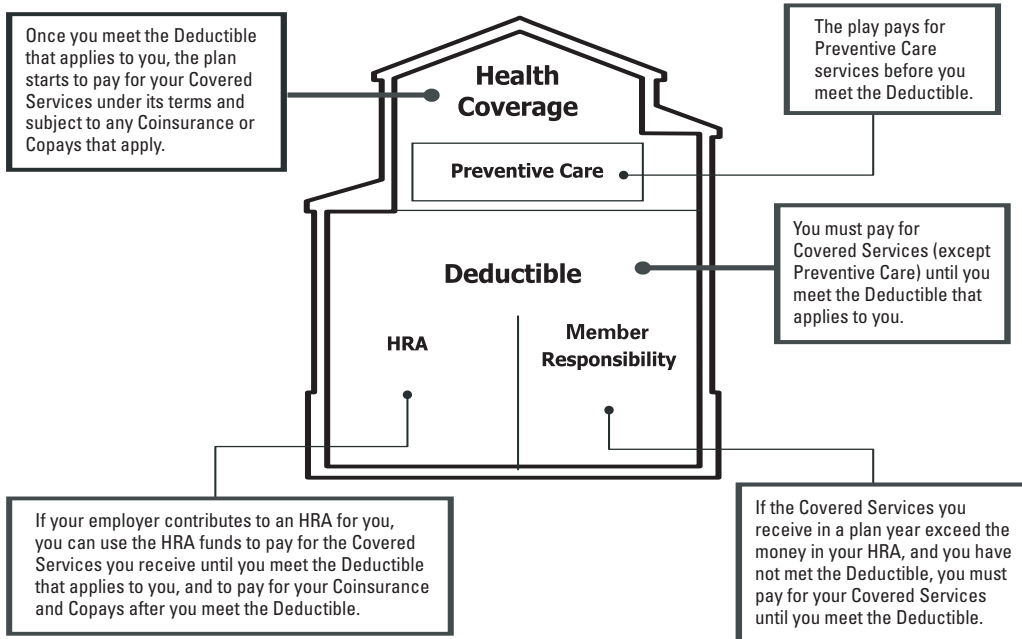 Once you meet the Deductible
that applies to you, the plan
starts to pay for your Covered
Services under its terms and
subject to any Coinsurance or
Copays that apply.
Health
Coverage
Preventive Care
The play pays for
Preventive Care
services before you
meet the Deductible.
You must pay for
Covered Services (except
Preventive Care) until you
meet the Deductible that
applies to you.
Deductible
HRA
Member
Responsibility
If your employer contributes to an HRA for you,
you can use the HRA funds to pay for the Covered
Services you receive until you meet the Deductible
that applies to you, and to pay for your Coinsurance
and Copays after you meet the Deductible.
If the Covered Services you
receive in a plan year exceed the
money in your HRA, and you have
not met the Deductible, you must
pay for your Covered Services
until you meet the Deductible.